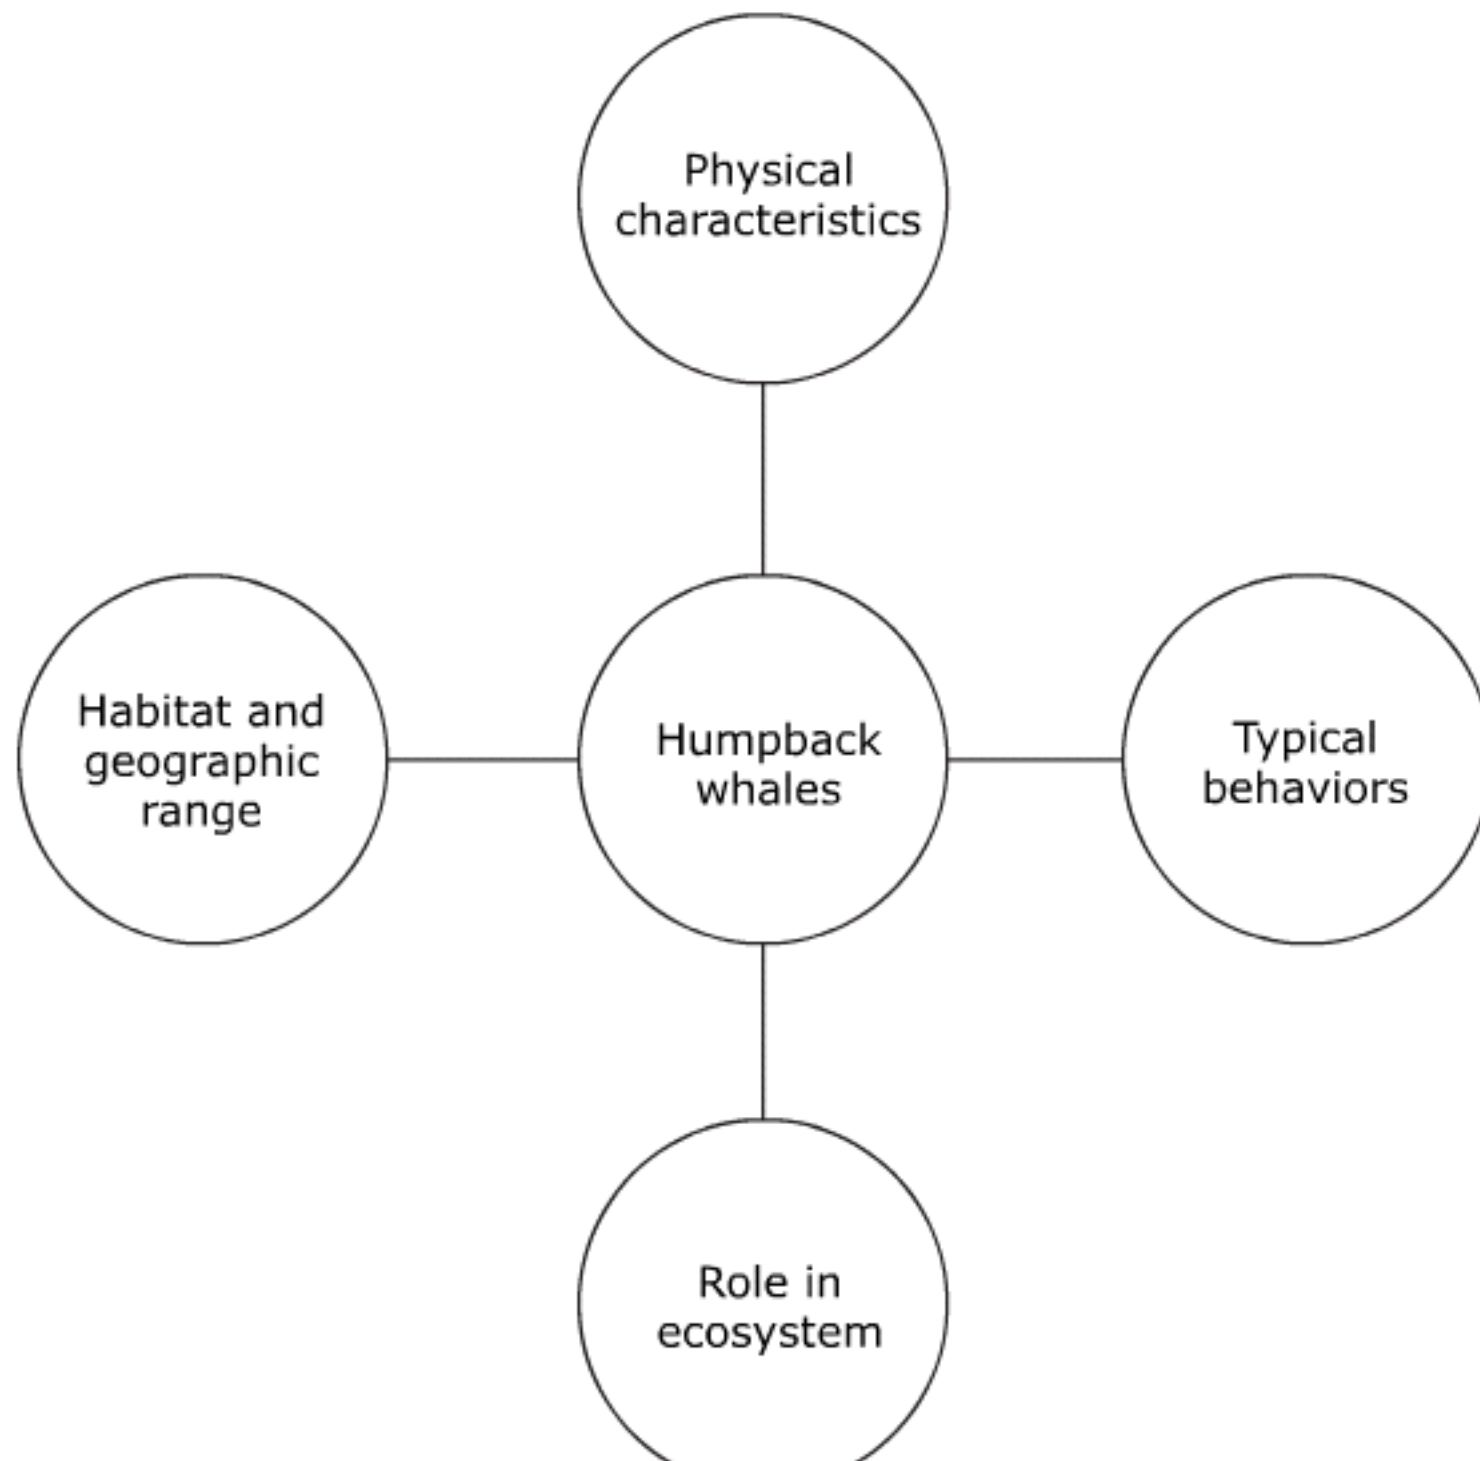 Physical
characteristics
Habitat and
geographic
range
Humpback
whales
Typical
behaviors
Role in
ecosystem